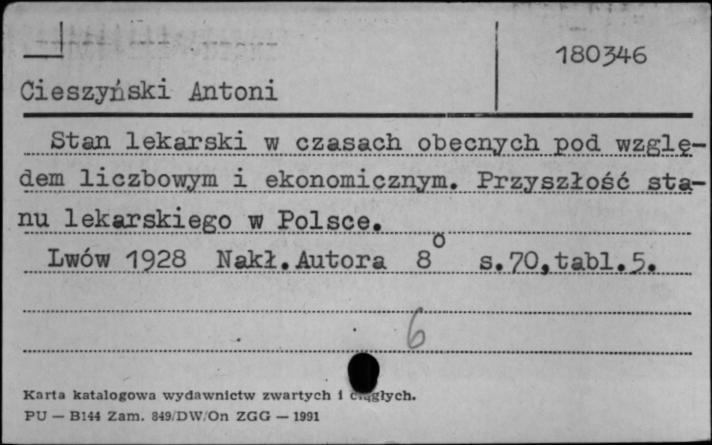 180346
Cieszyński Antoni
Stan lekarski w czasach obecnych pod wzglę-
dem liczbowym i ekonomicznym. Przyszłość sta-
nu lekarskiego w Polsce.
Lwów 1928 Nakł.Autora 8° s.70,tabl.5.
6
Karta katalogowa wydawnictw zwartych i ciągłych.
PU — B144 Zam. 849/DW/On ZGG — 1991